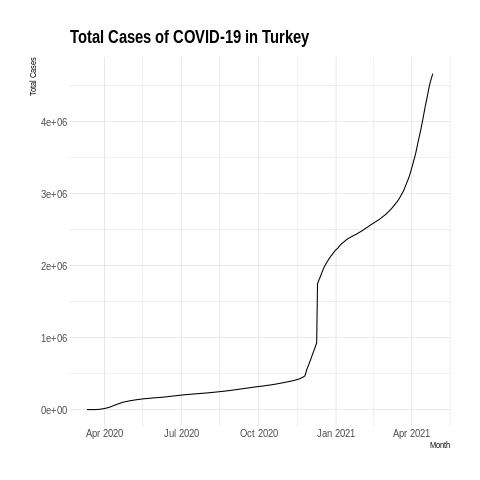 Total Cases of COVID-19 in Turkey
Total Cases
4e+06
3e+06
2e+06
1e+06
0e+00
Apr 2020 Jul 2020 Oct 2020 Jan 2021 Apr 2021
Month